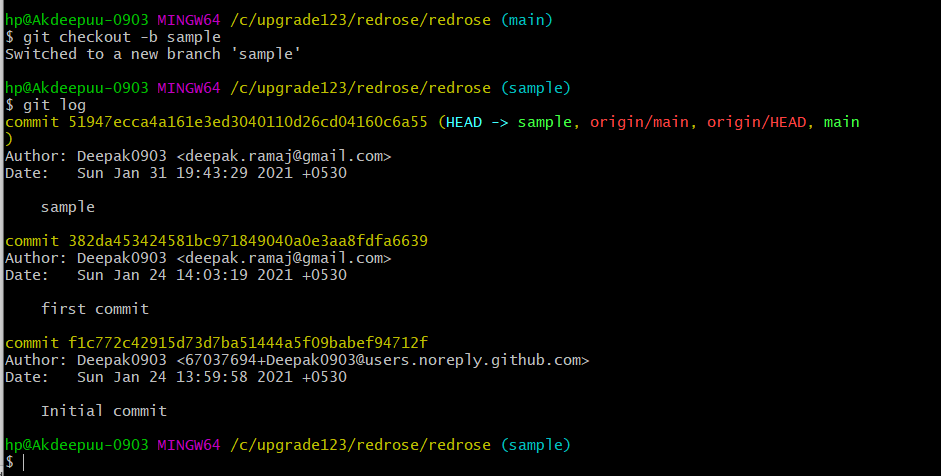 hp@Akdeepuu-0903 MINGW64 /c/upgrade123/redrose/redrose (main)
$ git checkout -b sample
Switched to a new branch 'sample'
hp@Akdeepuu-0903 MINGW64 /c/upgrade123/redrose/redrose (sample)
$ git log
commit 51947ecca4a161e3ed3040110d26cd04160c6a55 (HEAD -> sample, origin/main, origin/HEAD, main
)
Author: Deepak0903 <deepak.ramaj@gmail.com>
Date:   Sun Jan 31 19:43:29 2021 +0530
    sample
commit 382da453424581bc971849040a0e3aa8fdfa6639
Author: Deepak0903 <deepak.ramaj@gmail.com>
Date:   Sun Jan 24 14:03:19 2021 +0530
    first commit
commit f1c772c42915d73d7ba51444a5f09babef94712f
Author: Deepak0903 <67037694+Deepak0903@users.noreply.github.com>
Date:   Sun Jan 24 13:59:58 2021 +0530
    Initial commit
hp@Akdeepuu-0903 MINGW64 /c/upgrade123/redrose/redrose (sample)
$